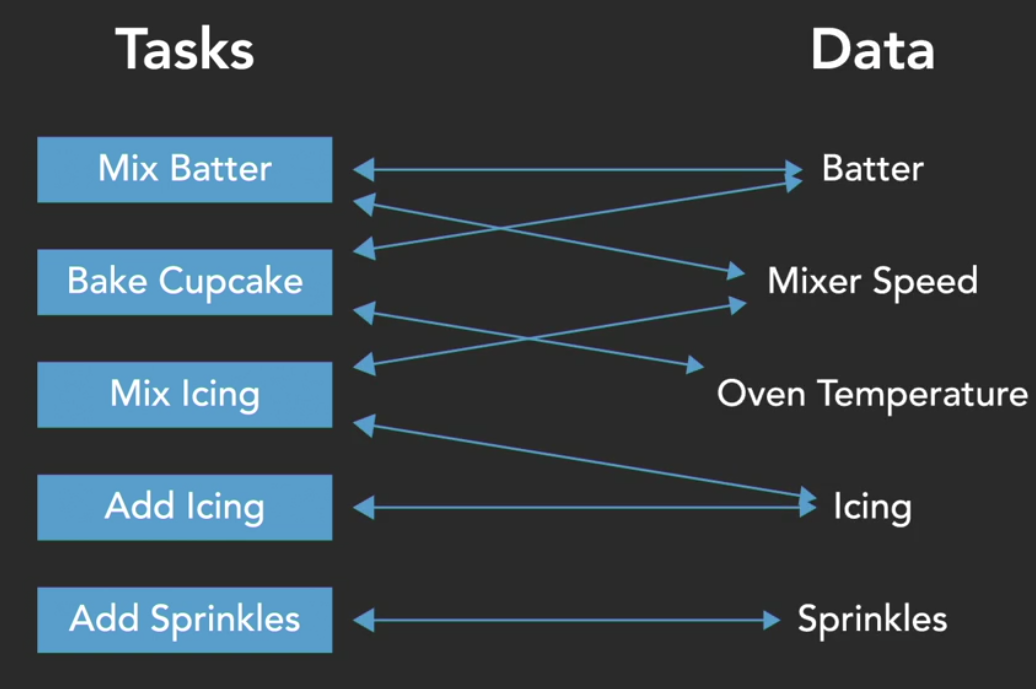 Tasks
Data
Mix Batter
Batter
Bake Cupcake
Mixer Speed
Mix Icing
Oven Temperature
Add Icing
Icing
Add Sprinkles
Sprinkles